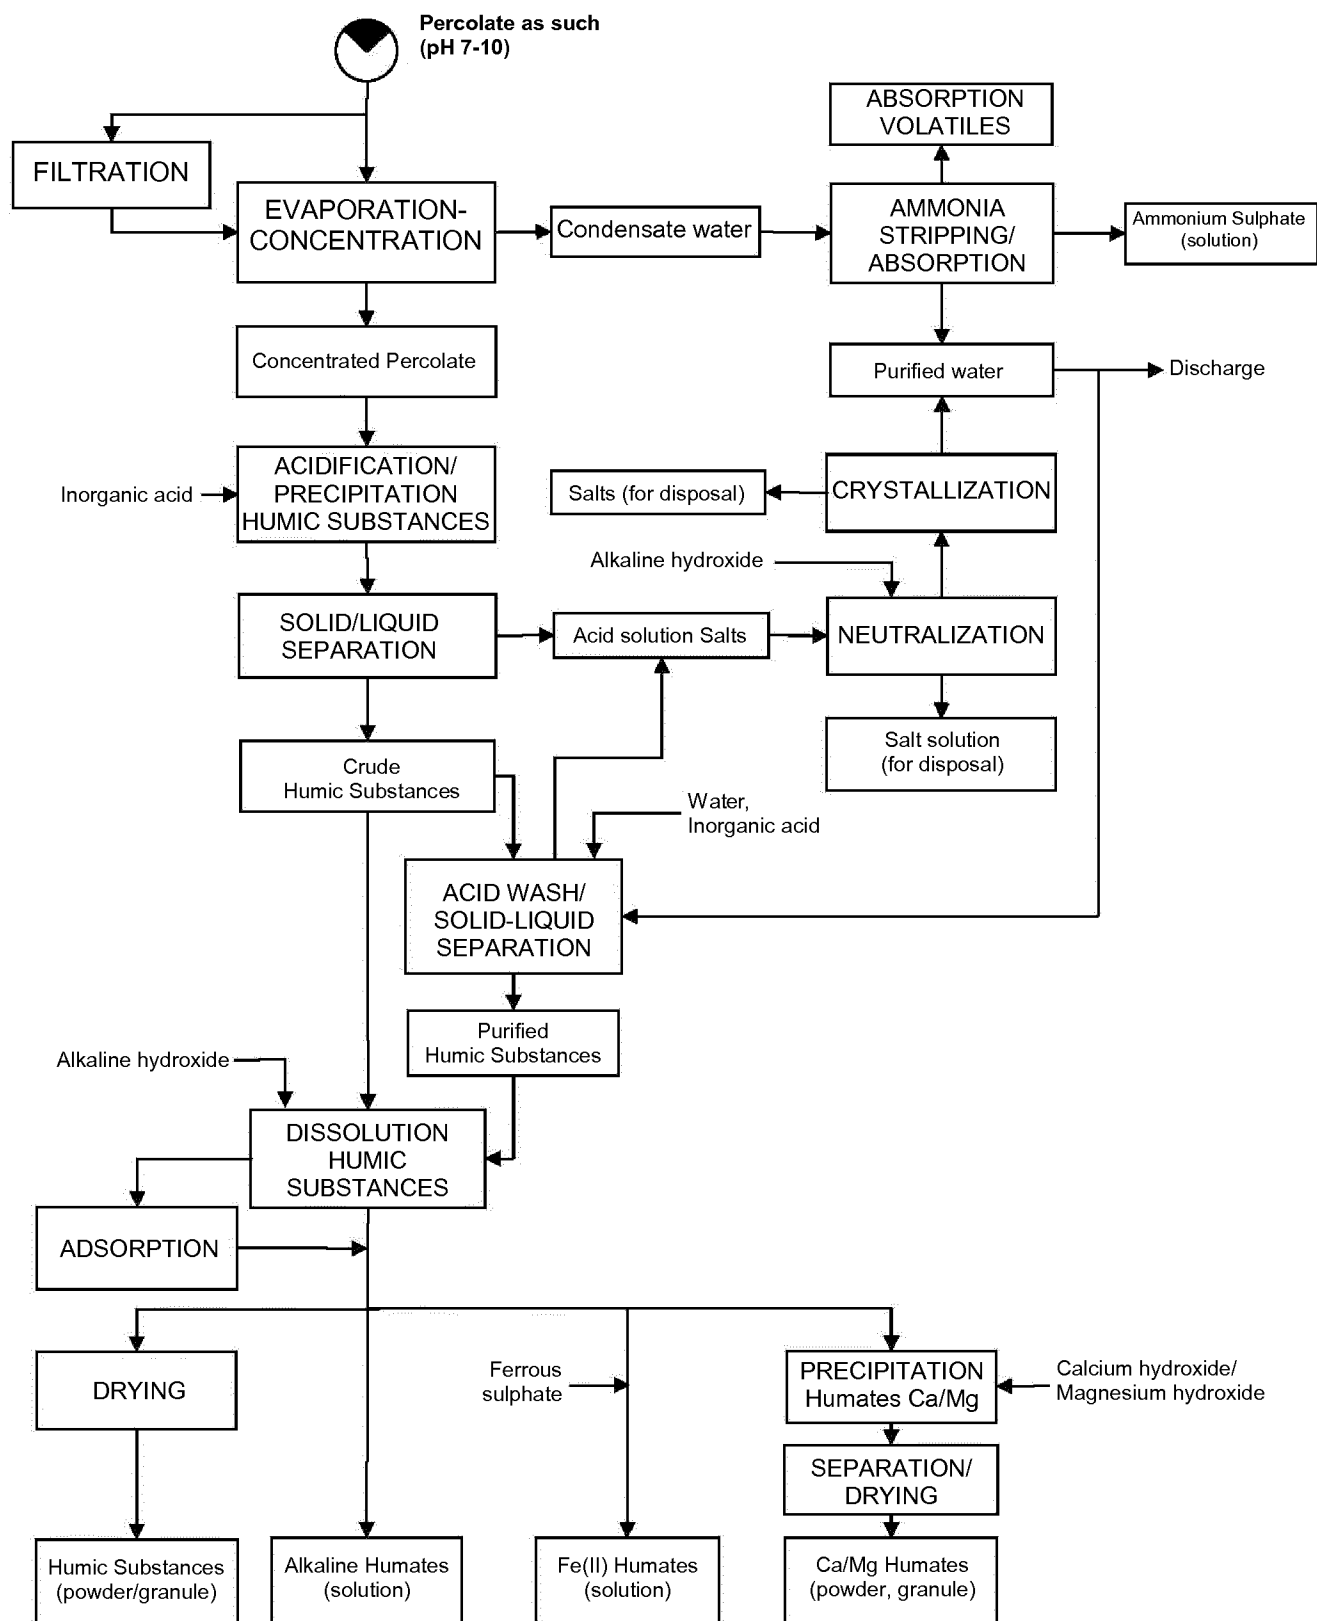 Percolate as such
(pH 7-10)
ABSORPTION
VOLATILES
FILTRATION
EVAPORATION-
CONCENTRATION
Condensate water
AMMONIA
STRIPPING/
ABSORPTION
Ammonium Sulphate
(solution)
Concentrated Percolate
Purified water
Discharge
Inorganic acid
ACIDIFICATION/
PRECIPITATION
HUMIC SUBSTANCES
Salts (for disposal)
CRYSTALLIZATION
Alkaline hydroxide
SOLID/LIQUID
SEPARATION
Acid solution Salts
NEUTRALIZATION
Crude
Humic Substances
Salt solution
(for disposal)
Water,
Inorganic acid
ACID WASH/
SOLID-LIQUID
SEPARATION
Purified
Humic Substances
Alkaline hydroxide
DISSOLUTION
HUMIC
SUBSTANCES
ADSORPTION
DRYING
Ferrous
sulphate
PRECIPITATION
Humates Ca/Mg
Calcium hydroxide/
Magnesium hydroxide
SEPARATION/
DRYING
Humic Substances
(powder/granule)
Alkaline Humates
(solution)
Fe(II) Humates
(solution)
Ca/Mg Humates
(powder, granule)